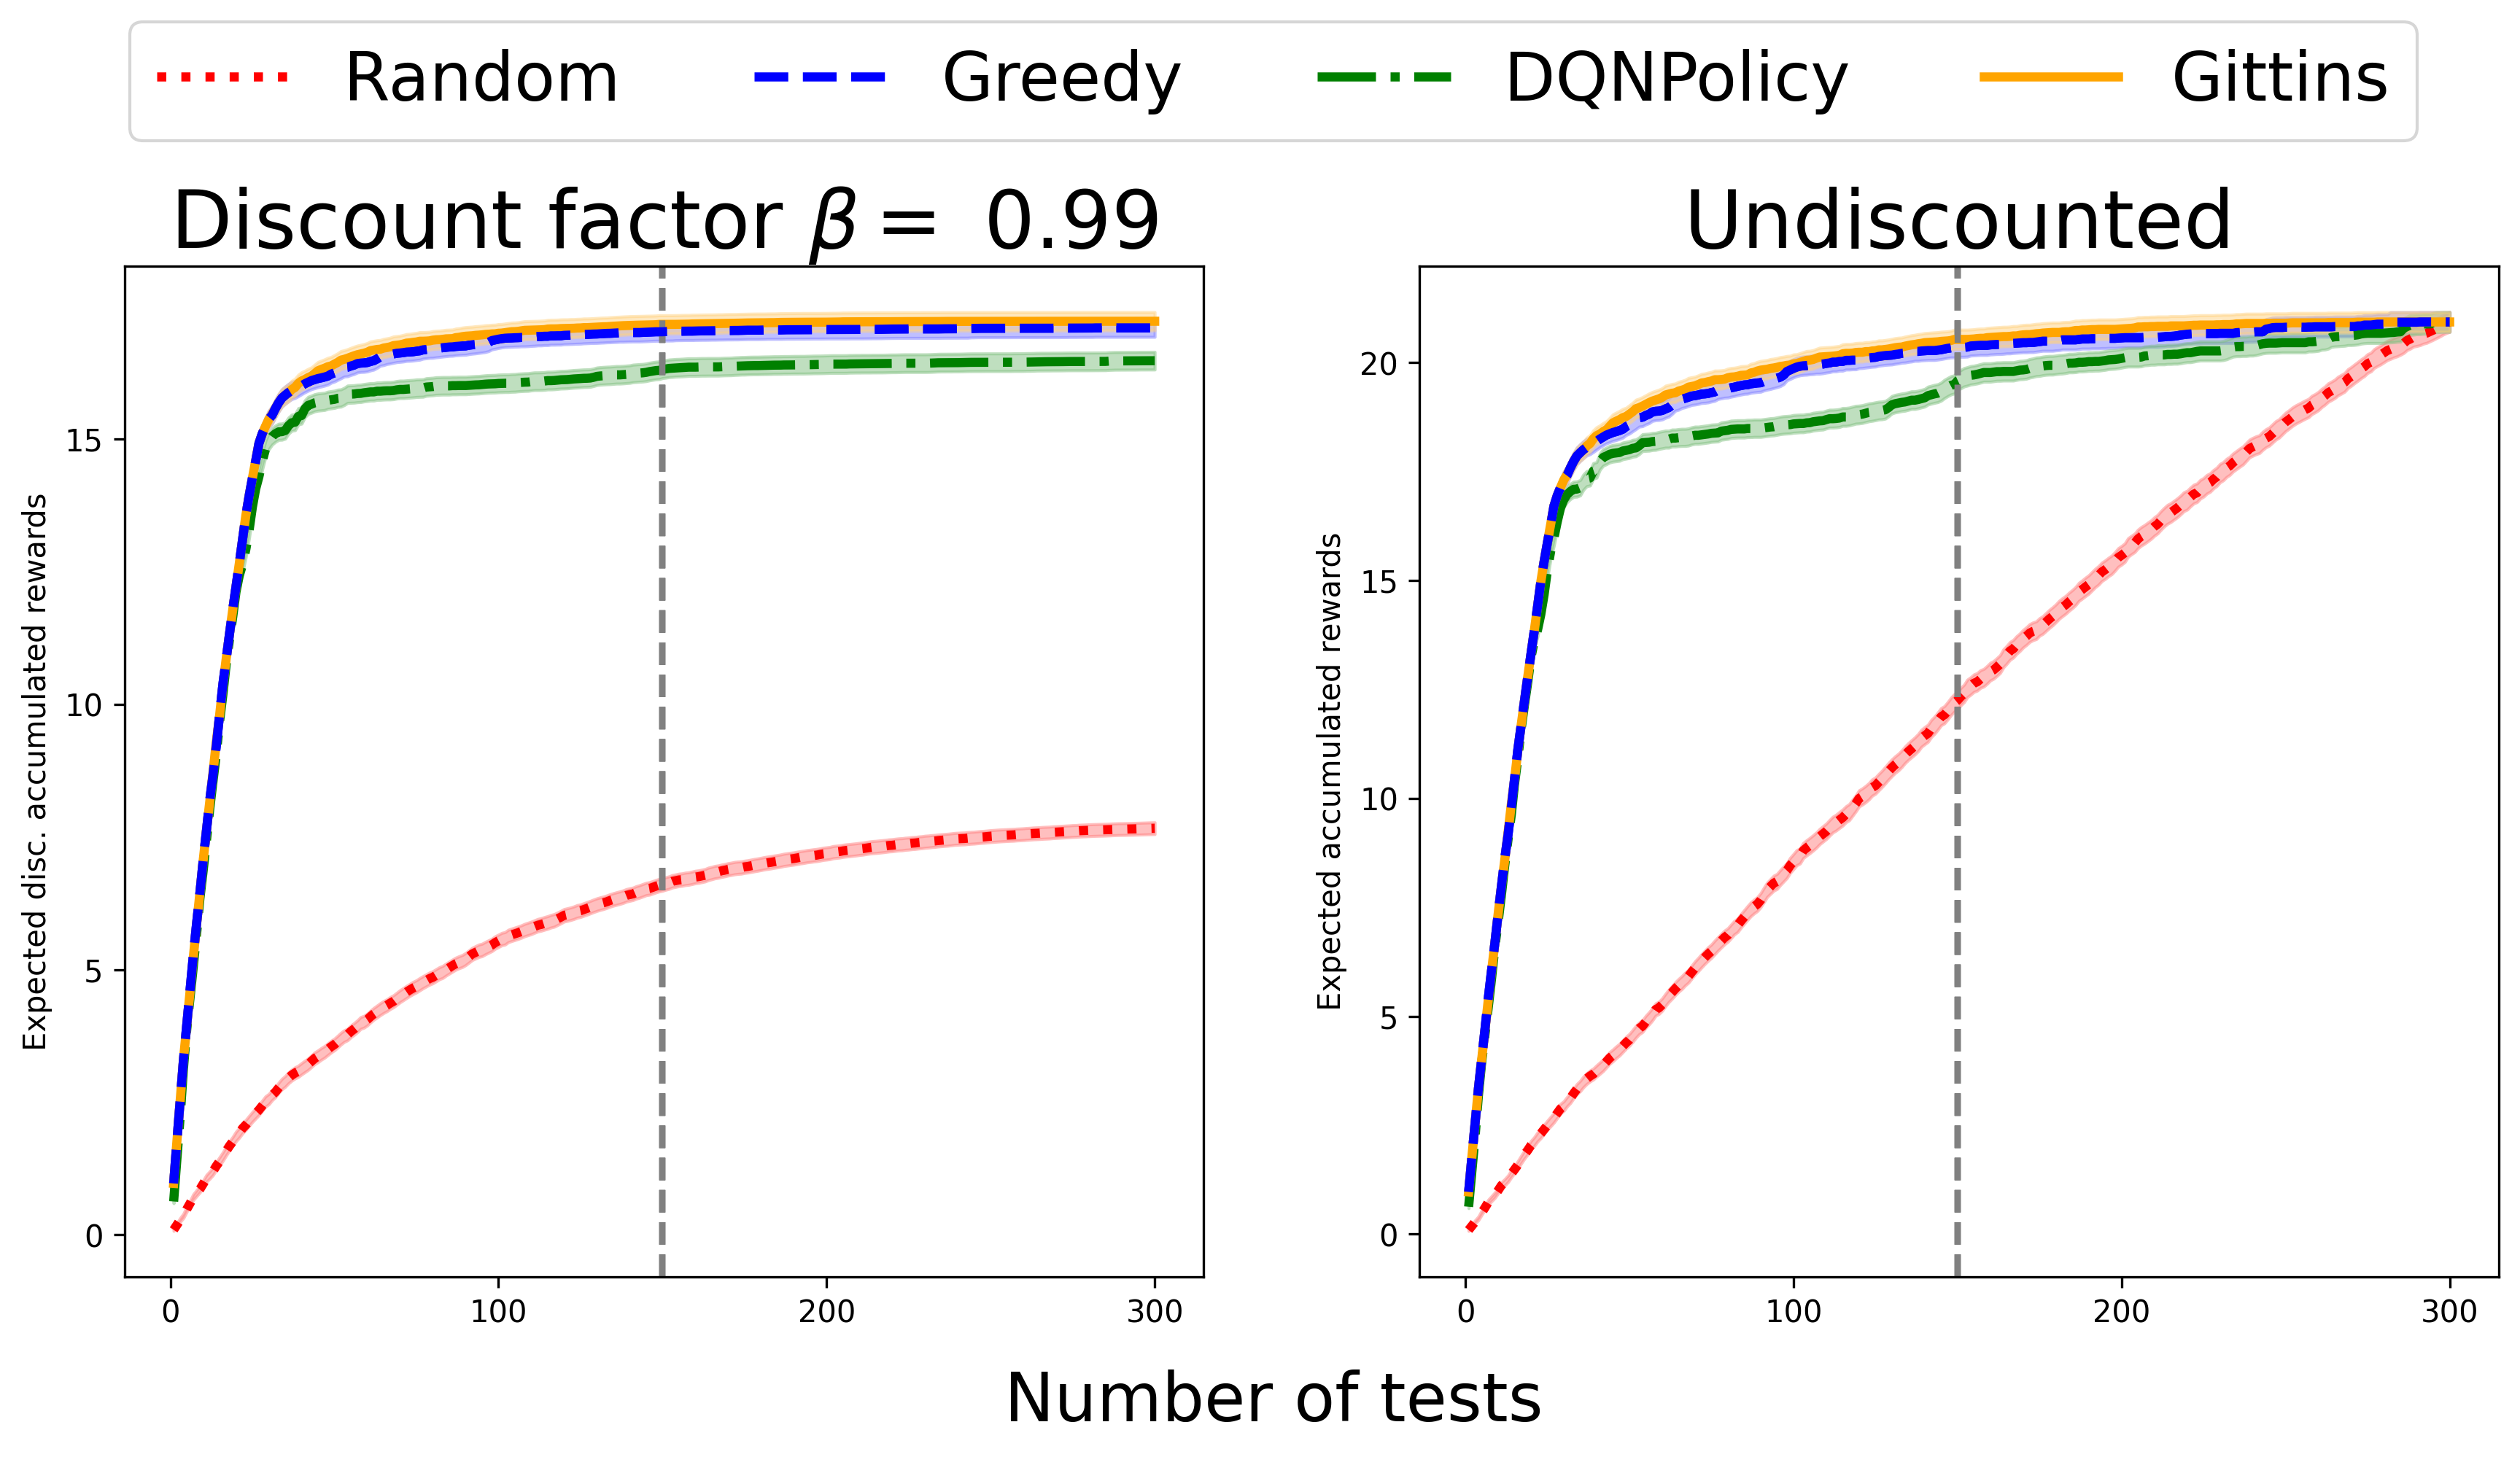 Random Greedy DQNPolicy Gittins
Discount factor β = 0.99
Expected disc. accumulated rewards
15
10
5
0
0 100 200 300
Undiscounted
Expected accumulated rewards
20
15
10
5
0
0 100 200 300
Number of tests